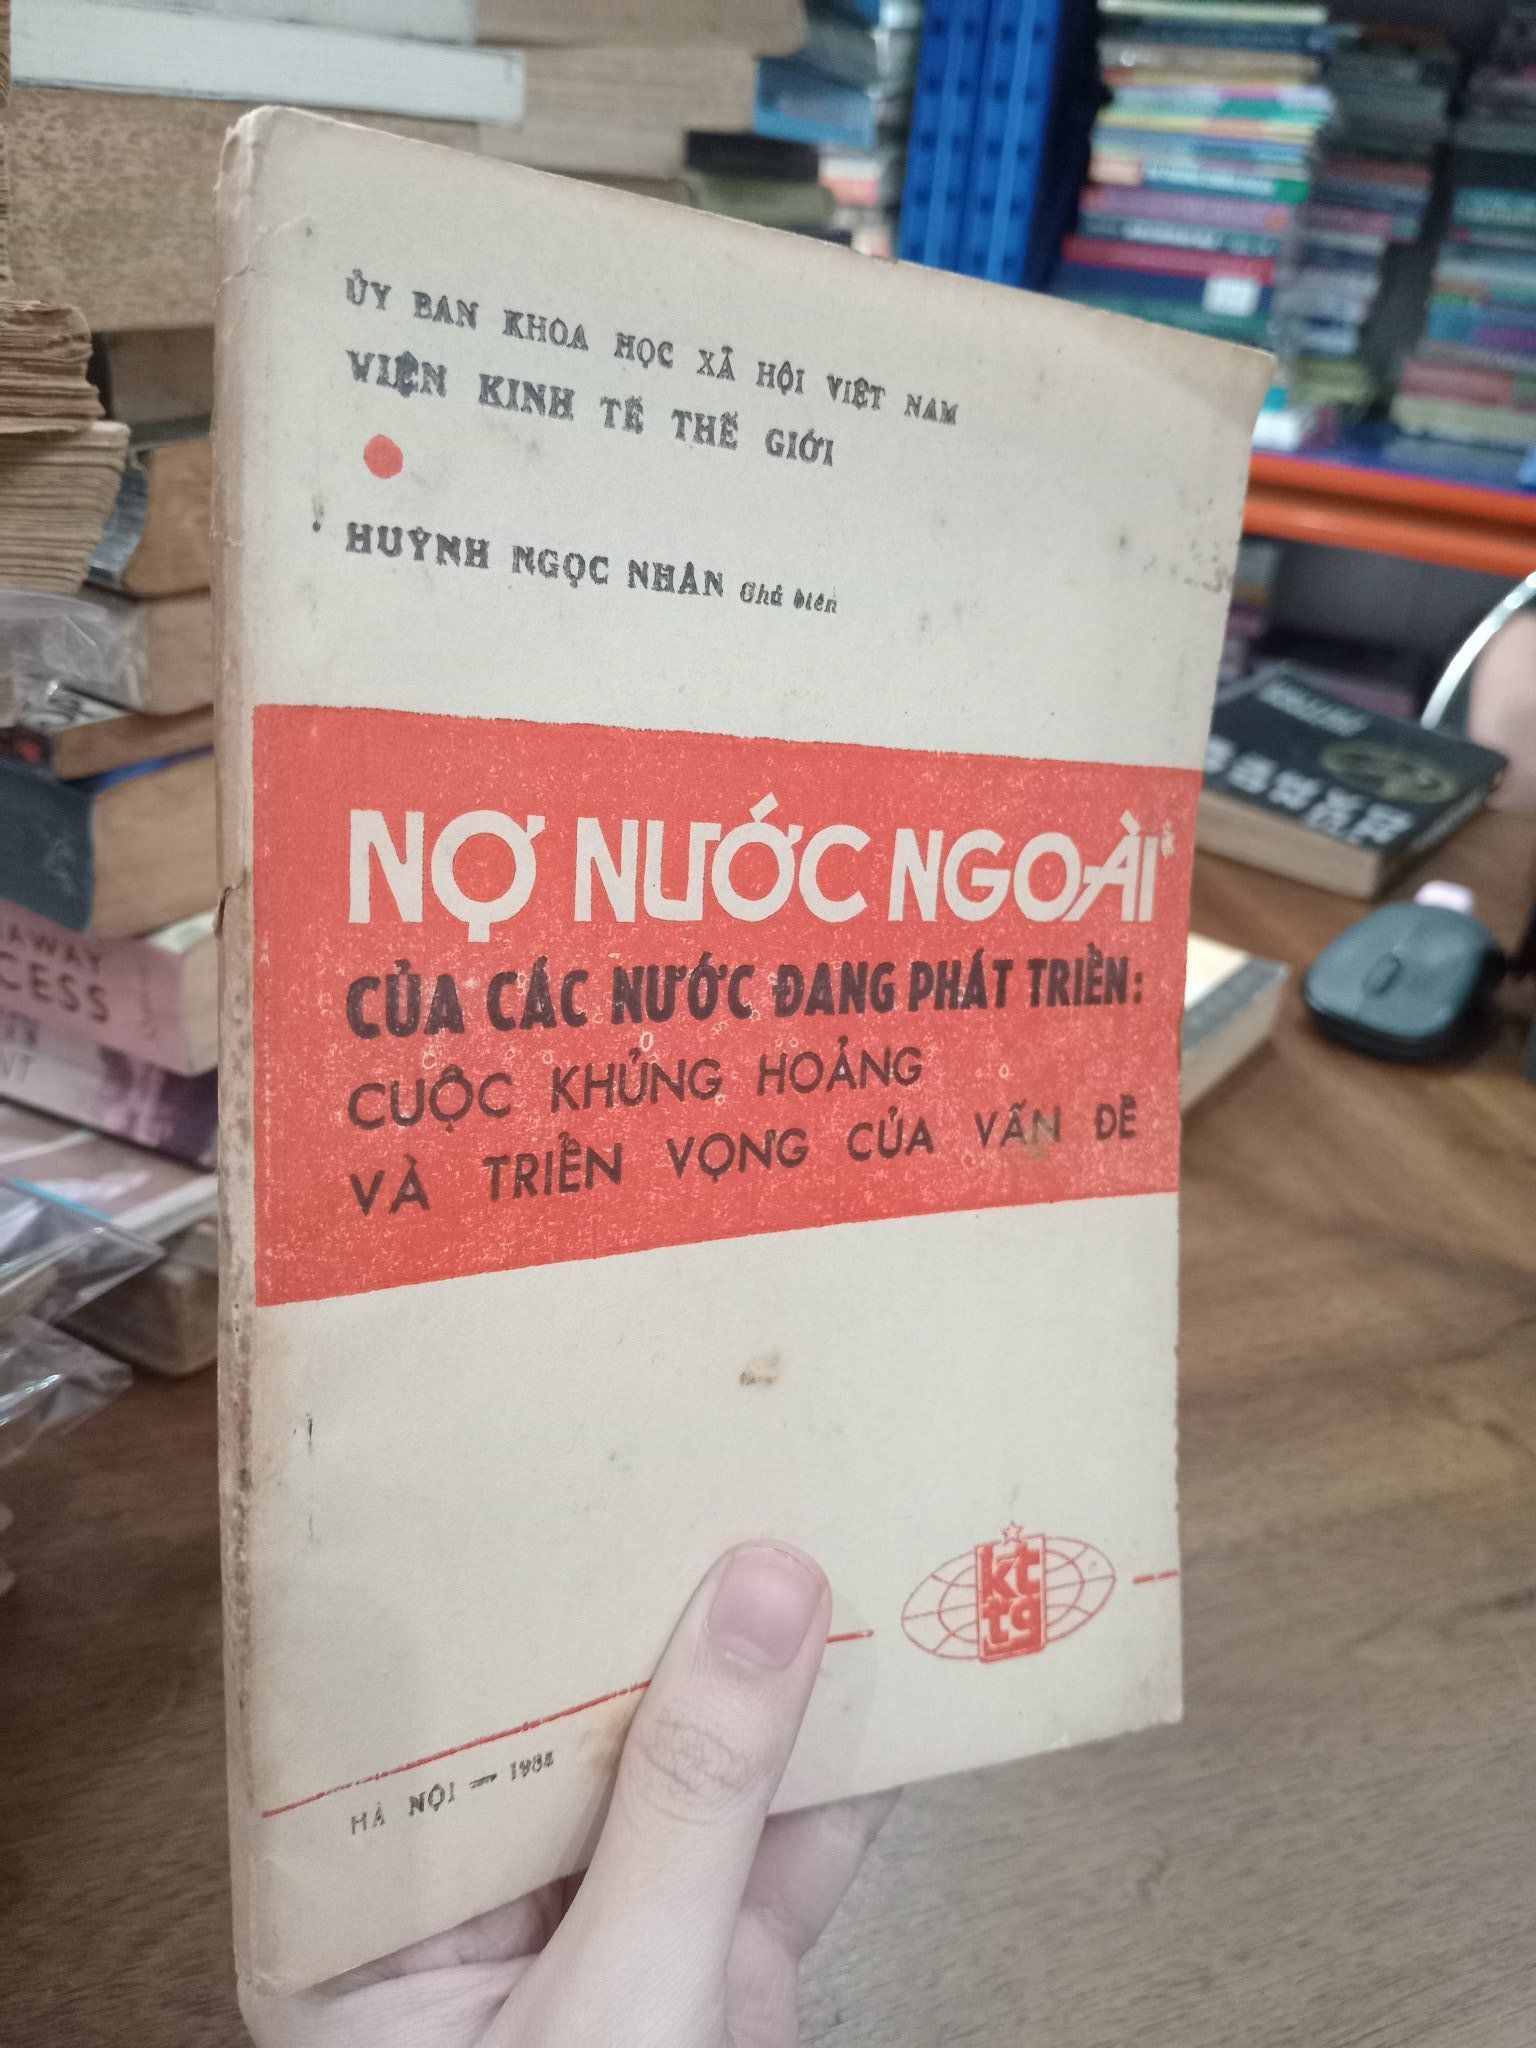 ỦY BAN KHOA HỌC XÃ HỘI VIỆT NAM
VIỆN KINH TẾ THẾ GIỚI
HUỲNH NGỌC NHÂN Chủ biên
NỢ NƯỚC NGOÀI
CỦA CÁC NƯỚC ĐANG PHÁT TRIỂN:
CUỘC KHỦNG HOẢNG
VÀ TRIỂN VỌNG CỦA VẤN ĐỀ
kt
tg
HÀ NỘI —
CESS